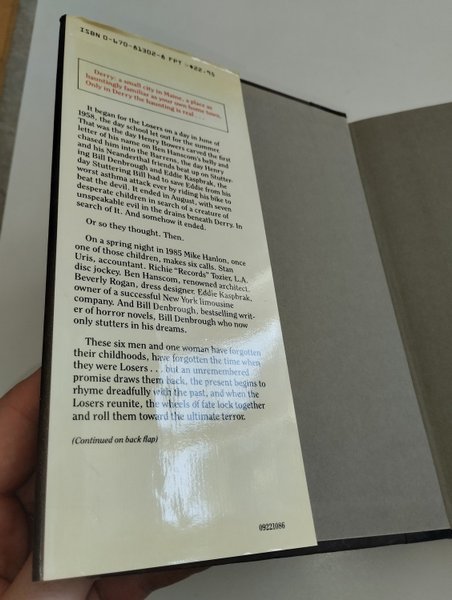 ISBN 0-670-81302-8 FPT >$22.95
Derry: a small city in Maine, a place as
hauntingly familiar as your own home town.
Only in Derry the haunting is real . . .
It began for the Losers on a day in June of
1958, the day school let out for the summer.
That was the day Henry Bowers carved the first
letter of his name on Ben Hanscom's belly and
chased him into the Barrens, the day Henry
and his Neanderthal friends beat up on Stutter-
ing Bill Denbrough and Eddie Kaspbrak, the
day Stuttering Bill had to save Eddie from his
worst asthma attack ever by riding his bike to
beat the devil. It ended in August, with seven
desperate children in search of a creature of
unspeakable evil in the drains beneath Derry. In
search of It. And somehow it ended.
Or so they thought. Then.
On a spring night in 1985 Mike Hanlon, once
one of those children, makes six calls. Stan
Uris, accountant. Richie "Records" Tozier, L.A.
disc jockey. Ben Hanscom, renowned architect.
Beverly Rogan, dress designer. Eddie Kaspbrak,
owner of a successful New York limousine
company. And Bill Denbrough, bestselling writ-
er of horror novels, Bill Denbrough who now
only stutters in his dreams.
These six men and one woman have forgotten
their childhoods, have forgotten the time when
they were Losers . . . but an unremembered
promise draws them back, the present begins to
rhyme dreadfully with the past, and when the
Losers reunite, the wheels of fate lock together
and roll them toward the ultimate terror.
(Continued on back flap)
09221086